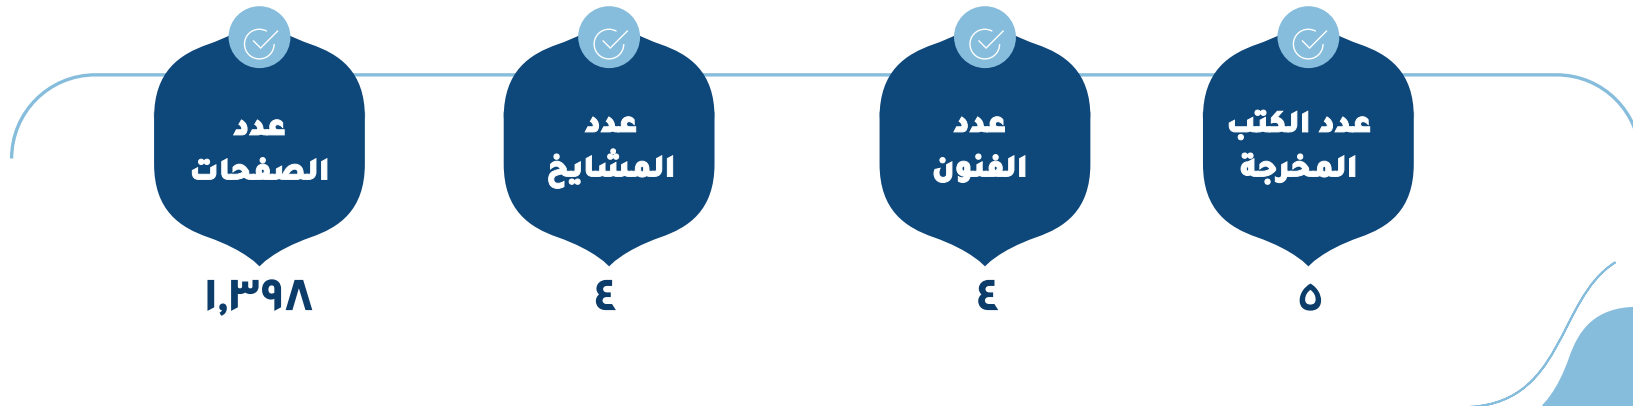 عدد الكتب
المخرجة
٥
عدد
الفنون
٤
عدد
المشايخ
٤
عدد
الصفحات
١,٣٩٨